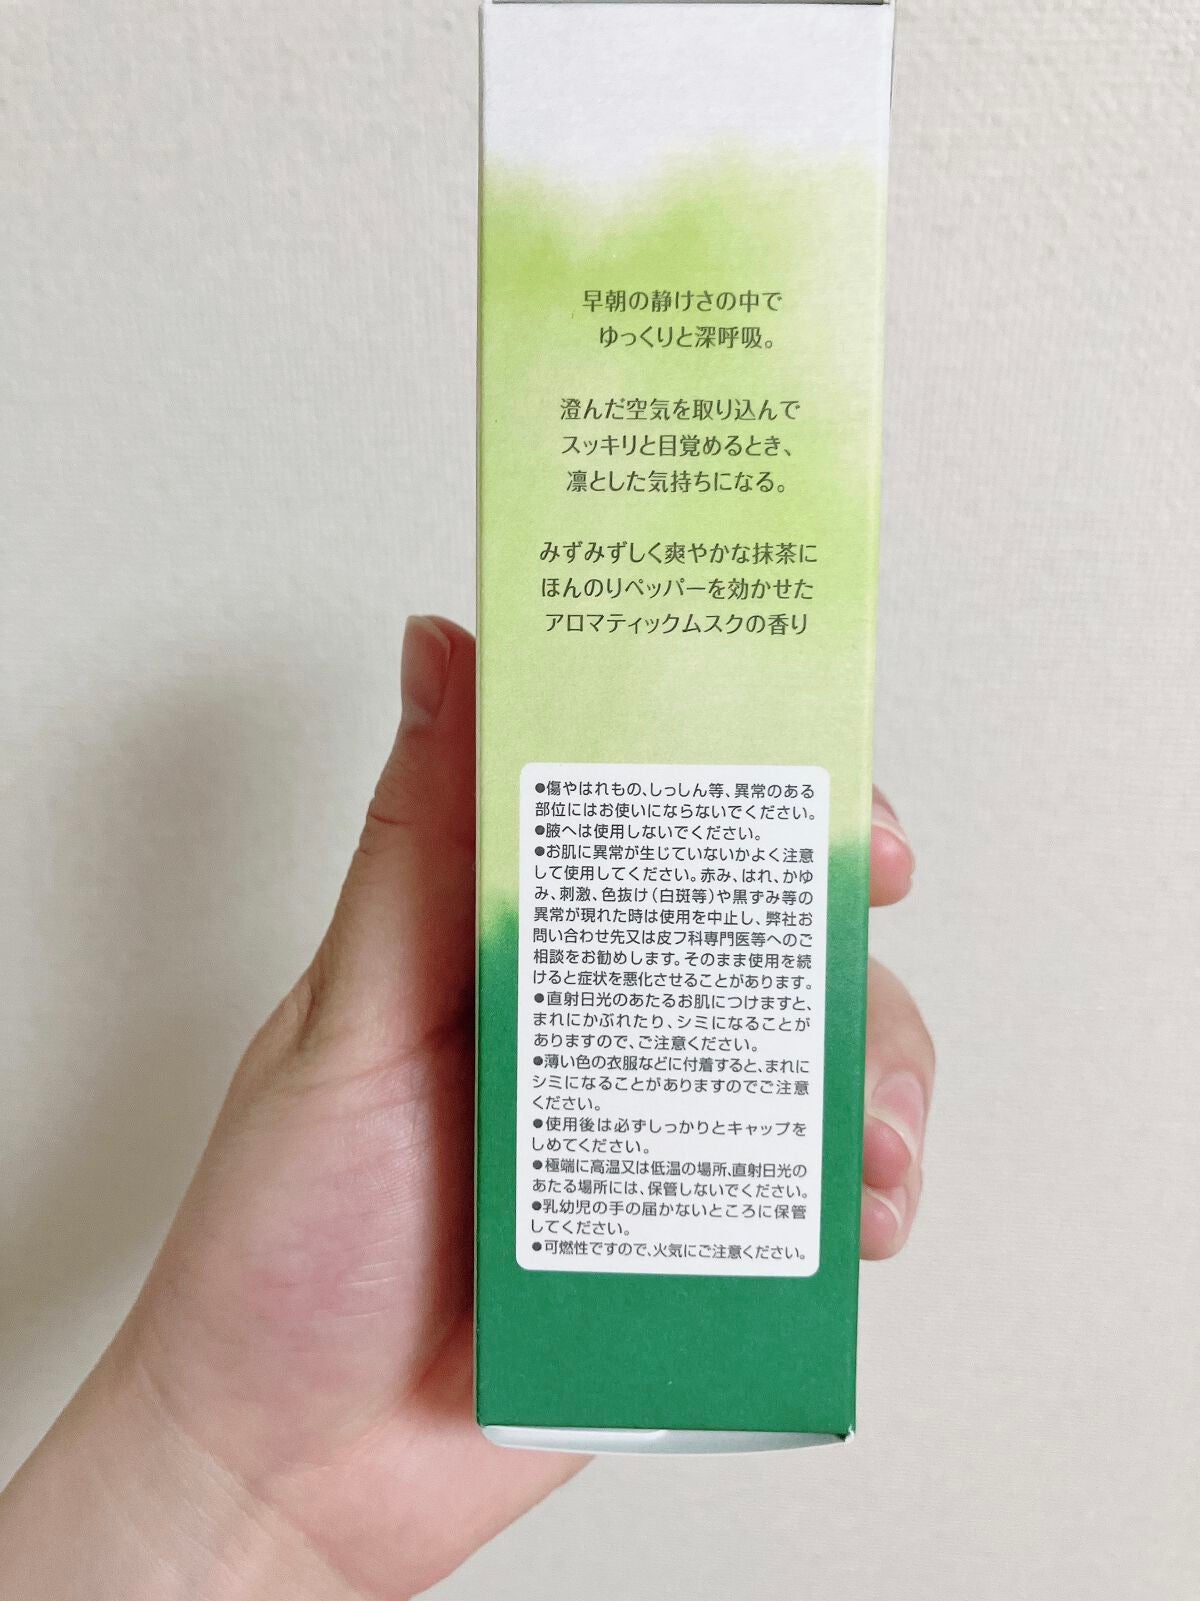 早朝の静けさの中で
ゆっくりと深呼吸。
澄んだ空気を取り込んで
スッキリと目覚めるとき、
凛とした気持ちになる。
みずみずしく爽やかな抹茶に
ほんのりペッパーを効かせた
アロマティックムスクの香り
●傷やはれもの、しっしん等、異常のある
部位にはお使いにならないでください。
●腋へは使用しないでください。
●お肌に異常が生じていないかよく注意
して使用してください。赤み、はれ、かゆ
み、刺激、色抜け(白斑等)や黒ずみ等の
異常が現れた時は使用を中止し、弊社お
問い合わせ先又は皮フ科専門医等へのご
相談をお勧めします。そのまま使用を続
けると症状を悪化させることがあります。
●直射日光のあたるお肌につけますと、
まれにかぶれたり、シミになることが
ありますので、ご注意ください。
●薄い色の衣服などに付着すると、まれに
シミになることがありますのでご注意
ください。
●使用後は必ずしっかりとキャップを
しめてください。
●極端に高温又は低温の場所、直射日光の
あたる場所には、保管しないでください。
●乳幼児の手の届かないところに保管
してください。
●可燃性ですので、火気にご注意ください。